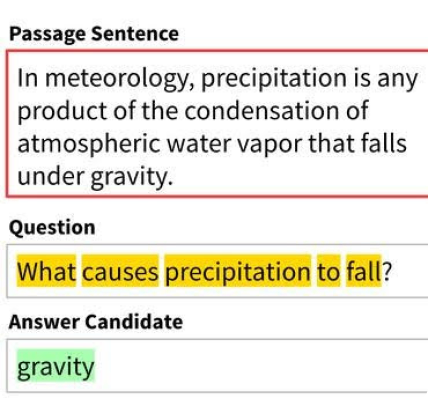 Passage Sentence
In meteorology, precipitation is any
product of the condensation of
atmospheric water vapor that falls
under gravity.
Question
What causes precipitation to fall?
Answer Candidate
gravity